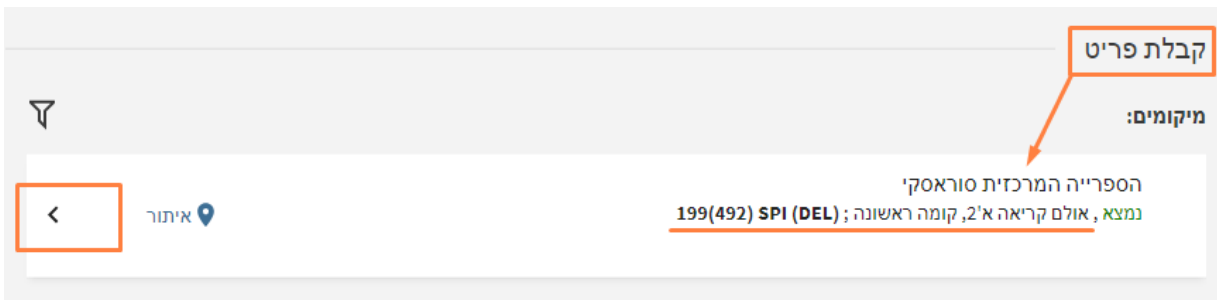 קבלת פריט
מיקומים:
הספרייה המרכזית סוראסקי
נמצא , אולם קריאה א'2, קומה ראשונה ; 199(492) SPI (DEL)
איתור